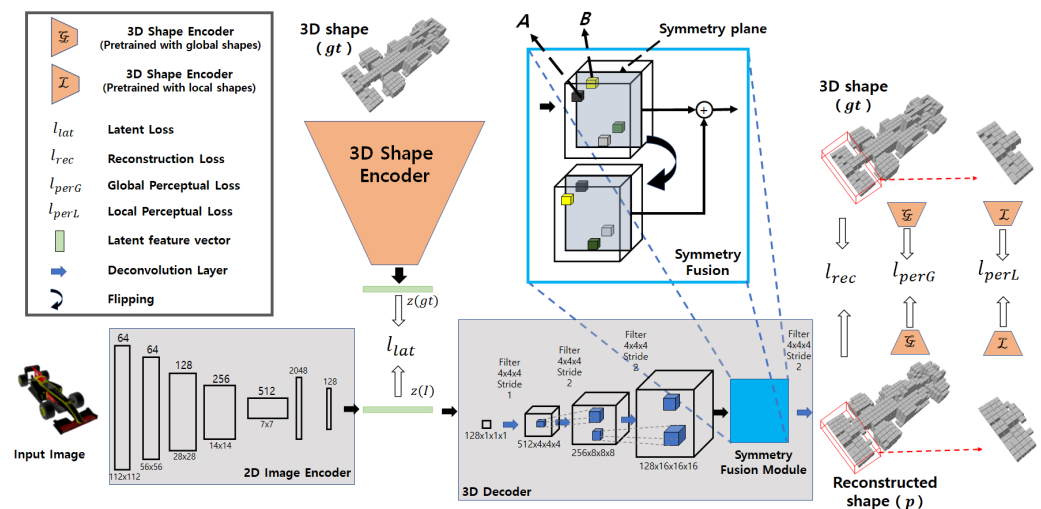 𝒢
3D Shape Encoder
(Pretrained with global shapes)
ℒ
3D Shape Encoder
(Pretrained with local shapes)
l_lat
Latent Loss
l_rec
Reconstruction Loss
l_perG
Global Perceptual Loss
l_perL
Local Perceptual Loss
Latent feature vector
Deconvolution Layer
Flipping
3D shape
(gt)
3D Shape
Encoder
z(gt)
l_lat
z(I)
A
B
Symmetry plane
+
Symmetry
Fusion
3D shape
(gt)
𝒢
ℒ
l_rec
l_perG
l_perL
𝒢
ℒ
Input Image
64
112x112
64
56x56
128
28x28
256
14x14
512
7x7
2048
128
2D Image Encoder
Filter
4x4x4
Stride
1
Filter
4x4x4
Stride
2
Filter
4x4x4
Stride
2
Filter
4x4x4
Stride
2
128x1x1x1
512x4x4x4
256x8x8x8
128x16x16x16
Symmetry
Fusion Module
3D Decoder
Reconstructed
shape (p)